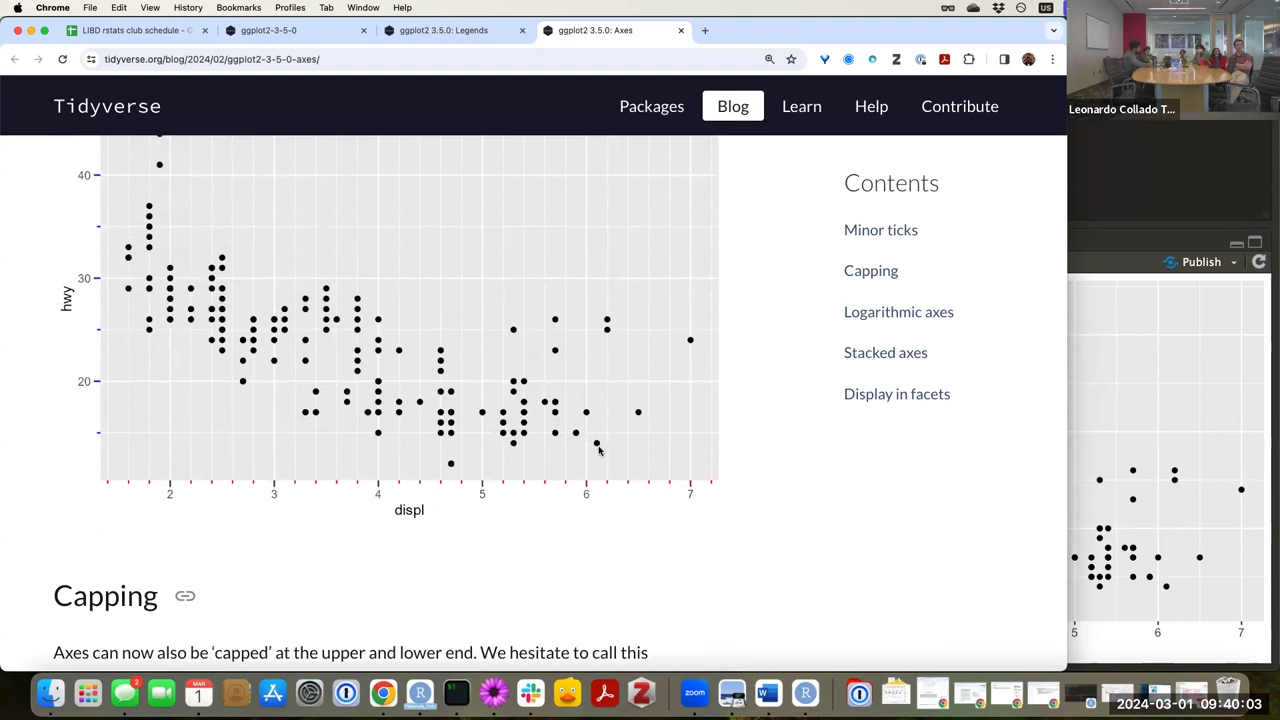 Chrome File Edit View History Bookmarks Profiles Tab Window Help US
LIBD rstats club schedule - G
ggplot2-3-5-0
ggplot2 3.5.0: Legends
ggplot2 3.5.0: Axes
tidyverse.org/blog/2024/02/ggplot2-3-5-0-axes/
Tidyverse
Packages Blog Learn Help Contribute
Leonardo Collado T...
40
30
20
hwy
2 3 4 5 6 7
displ
Contents
Minor ticks
Capping
Logarithmic axes
Stacked axes
Display in facets
Publish
5 6 7
Capping
Axes can now also be ‘capped’ at the upper and lower end. We hesitate to call this
2
MAR
1
2024-03-01 09:40:03